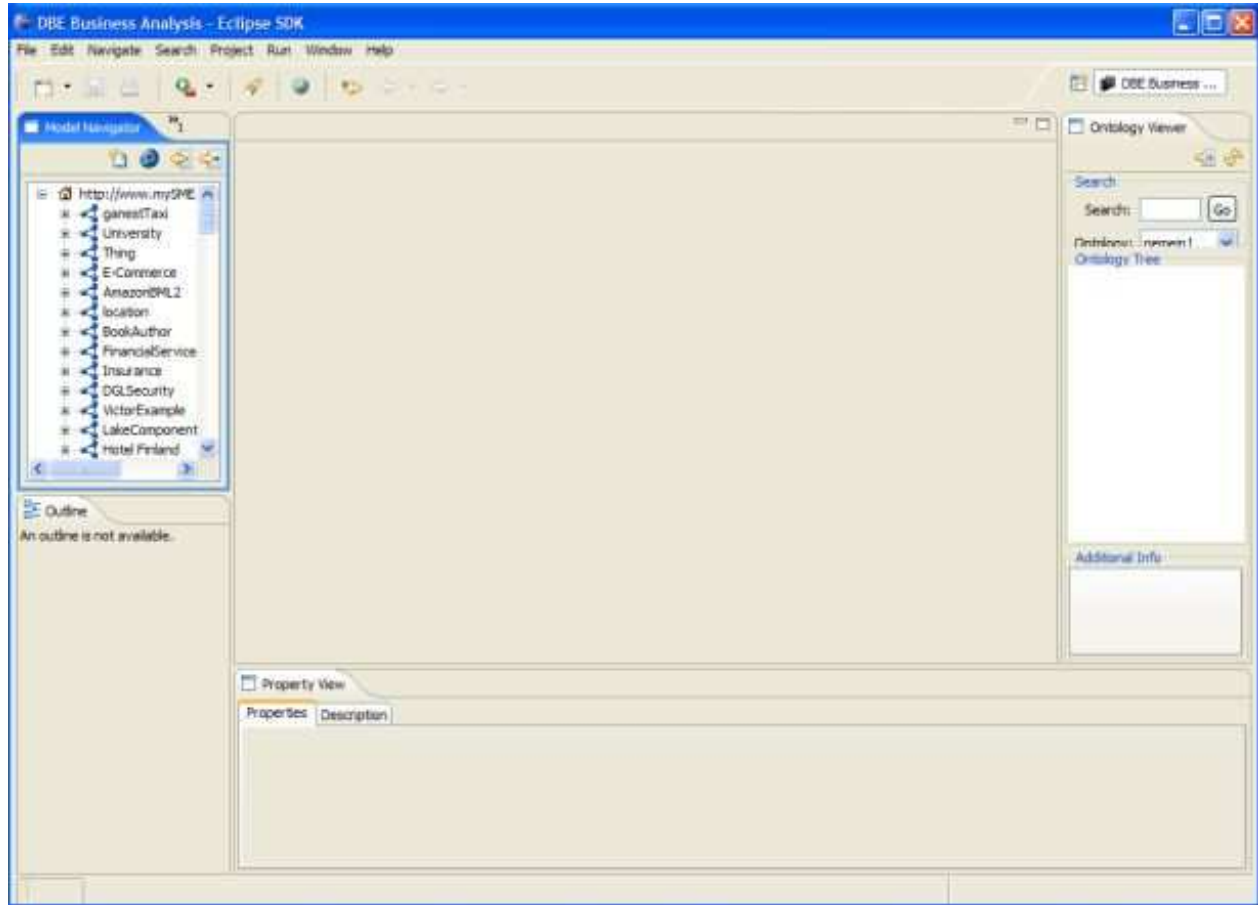 DBE Business Analysis - Eclipse SDK
File Edit Navigate Search Project Run Window Help
DBE Business ...
Model Navigator
»1
Ontology Viewer
http://www.mySME
ganestTaxi
University
Thing
E-Commerce
AmazonBML2
location
BookAuthor
FinancialService
Insurance
DGLSecurity
VictorExample
LakeComponent
Hotel Finland
Search
Search:
Go
Ontology:
Ontology Tree
Outline
An outline is not available.
Additional Info
Property View
Properties Description